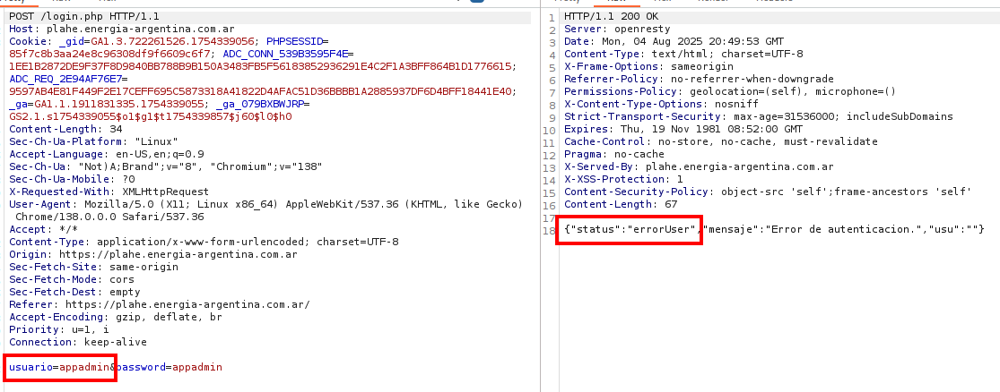 POST /login.php HTTP/1.1
Host: plahe.energia-argentina.com.ar
Cookie: _gid=GA1.3.722261526.1754339056; PHPSESSID=
85f7c8b3aa24e8c96308df9f6609c6f7; ADC_CONN_539B3595F4E=
1EE1B2872DE9F37F8D9840BB788B9B150A3483FB5F56183852936291E4C2F1A3BFF864B1D1776615;
ADC_REQ_2E94AF76E7=
9597AB4E81F449F2E17CEFF695C5873318A41822D4AFAC51D36BBBB1A2885937DF6D4BFF18441E40;
_ga=GA1.1.1911831335.1754339055; _ga_079BXBWJRP=
GS2.1.s1754339055$o1$g1$t1754339857$j60$l0$h0
Content-Length: 34
Sec-Ch-Ua-Platform: "Linux"
Accept-Language: en-US,en;q=0.9
Sec-Ch-Ua: "Not)A;Brand";v="8", "Chromium";v="138"
Sec-Ch-Ua-Mobile: ?0
X-Requested-With: XMLHttpRequest
User-Agent: Mozilla/5.0 (X11; Linux x86_64) AppleWebKit/537.36 (KHTML, like Gecko)
Chrome/138.0.0.0 Safari/537.36
Accept: */*
Content-Type: application/x-www-form-urlencoded; charset=UTF-8
Origin: https://plahe.energia-argentina.com.ar
Sec-Fetch-Site: same-origin
Sec-Fetch-Mode: cors
Sec-Fetch-Dest: empty
Referer: https://plahe.energia-argentina.com.ar/
Accept-Encoding: gzip, deflate, br
Priority: u=1, i
Connection: keep-alive
usuario=appadmin&password=appadmin
1 HTTP/1.1 200 OK
2 Server: openresty
3 Date: Mon, 04 Aug 2025 20:49:53 GMT
4 Content-Type: text/html; charset=UTF-8
5 X-Frame-Options: sameorigin
6 Referrer-Policy: no-referrer-when-downgrade
7 Permissions-Policy: geolocation=(self), microphone=()
8 X-Content-Type-Options: nosniff
9 Strict-Transport-Security: max-age=31536000; includeSubDomains
10 Expires: Thu, 19 Nov 1981 08:52:00 GMT
11 Cache-Control: no-store, no-cache, must-revalidate
12 Pragma: no-cache
13 X-Served-By: plahe.energia-argentina.com.ar
14 X-XSS-Protection: 1
15 Content-Security-Policy: object-src 'self';frame-ancestors 'self'
16 Content-Length: 67
17
18 {"status":"errorUser","mensaje":"Error de autenticacion.","usu":""}